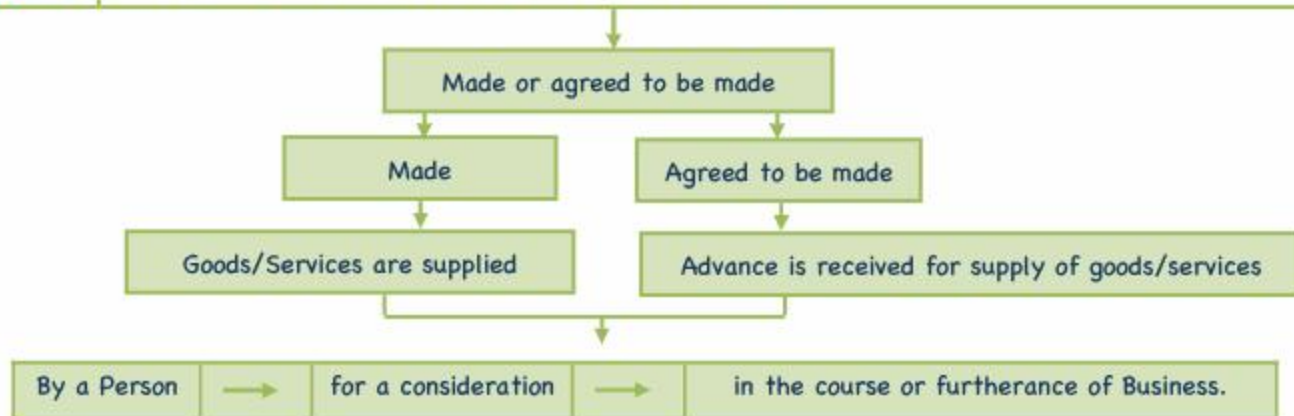 Made or agreed to be made
Made
Agreed to be made
Goods/Services are supplied
Advance is received for supply of goods/services
By a Person
for a consideration
in the course or furtherance of Business.